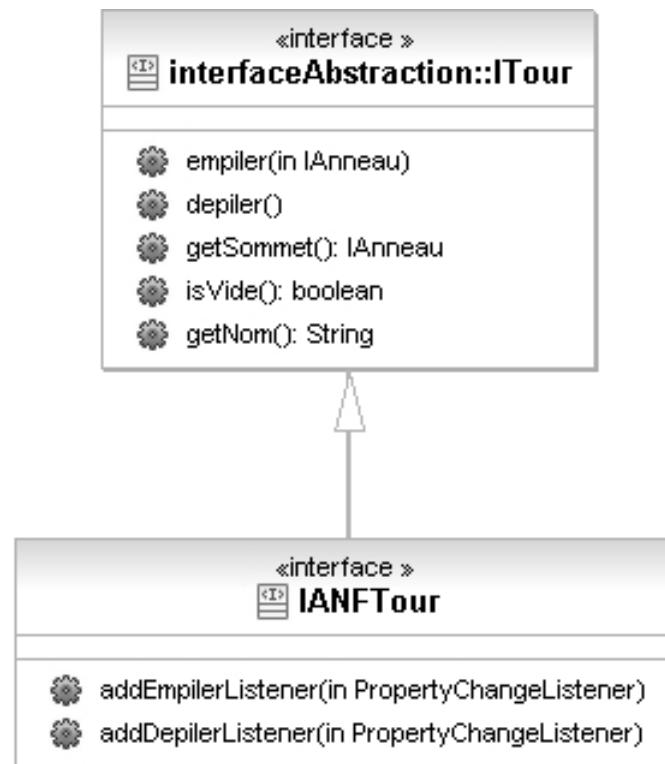 «interface »
interfaceAbstraction::ITour
empiler(in IAnneau)
depiler()
getSommet(): IAnneau
isVide(): boolean
getNom(): String
«interface »
IANFTour
addEmpilerListener(in PropertyChangeListener)
addDepilerListener(in PropertyChangeListener)